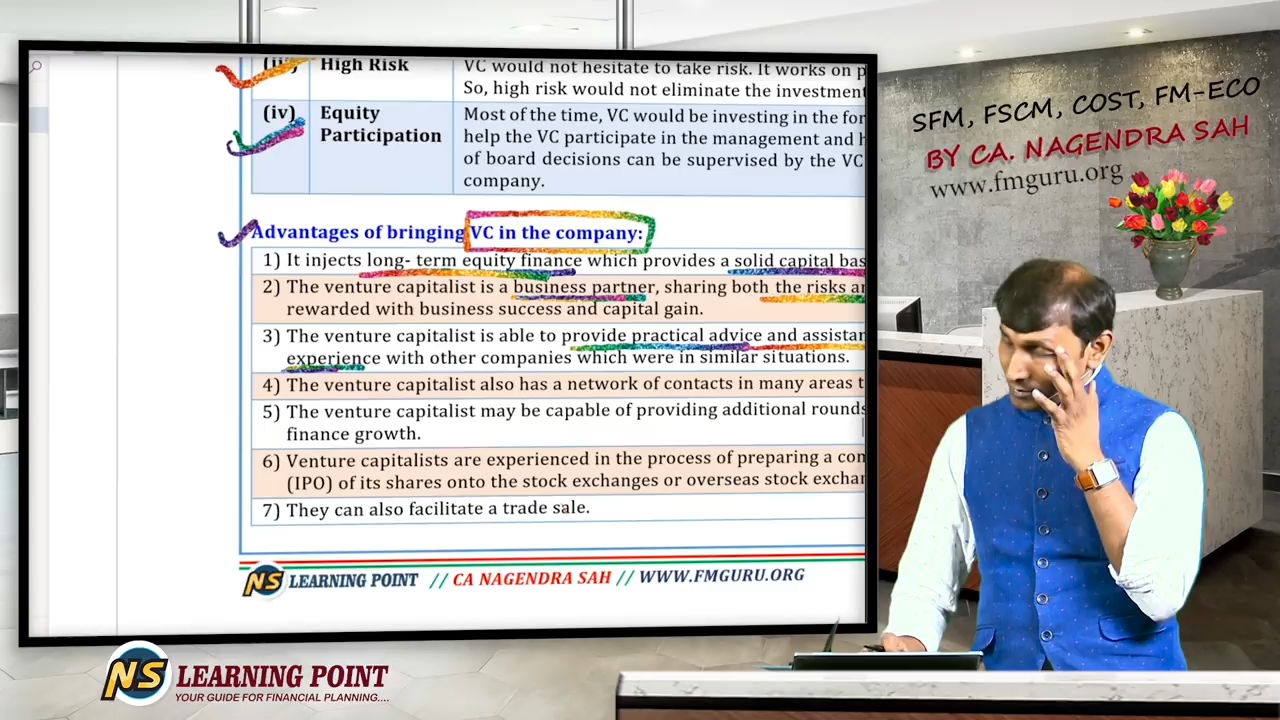 (iii) High Risk
VC would not hesitate to take risk. It works on
So, high risk would not eliminate the investment
(iv) Equity Participation
Most of the time, VC would be investing in the
help the VC participate in the management and
of board decisions can be supervised by the VC
company.
Advantages of bringing VC in the company:
1) It injects long- term equity finance which provides a solid capital
2) The venture capitalist is a business partner, sharing both the risks
rewarded with business success and capital gain.
3) The venture capitalist is able to provide practical advice and
experience with other companies which were in similar situations.
4) The venture capitalist also has a network of contacts in many areas
5) The venture capitalist may be capable of providing additional rounds
finance growth.
6) Venture capitalists are experienced in the process of preparing a
(IPO) of its shares onto the stock exchanges or overseas stock
7) They can also facilitate a trade sale.
NS LEARNING POINT // CA NAGENDRA SAH // WWW.FMGURU.ORG
SFM, FSCM, COST, FM-ECO
BY CA. NAGENDRA SAH
www.fmguru.org
NS LEARNING POINT
YOUR GUIDE FOR FINANCIAL PLANNING....